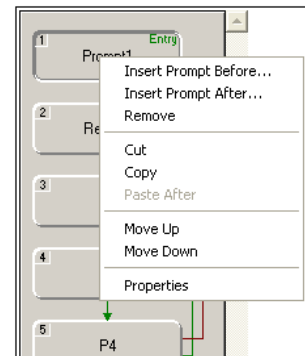 1
Entry
Prompt1
Insert Prompt Before...
Insert Prompt After...
Remove
2
Re
Cut
Copy
Paste After
3
Move Up
Move Down
4
Properties
5
P4